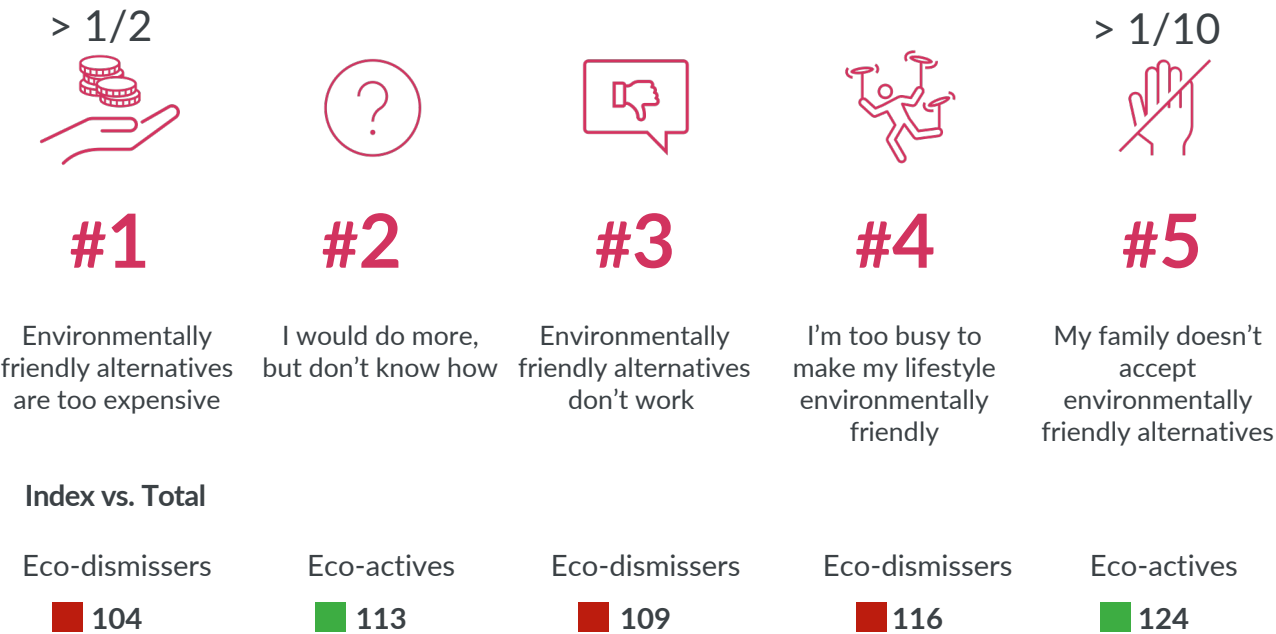 > 1/2
> 1/10
?
#1
#2
#3
#4
#5
Environmentally
friendly alternatives
are too expensive
I would do more,
but don’t know how
Environmentally
friendly alternatives
don’t work
I’m too busy to
make my lifestyle
environmentally
friendly
My family doesn’t
accept
environmentally
friendly alternatives
Index vs. Total
Eco-dismissers
104
Eco-actives
113
Eco-dismissers
109
Eco-dismissers
116
Eco-actives
124